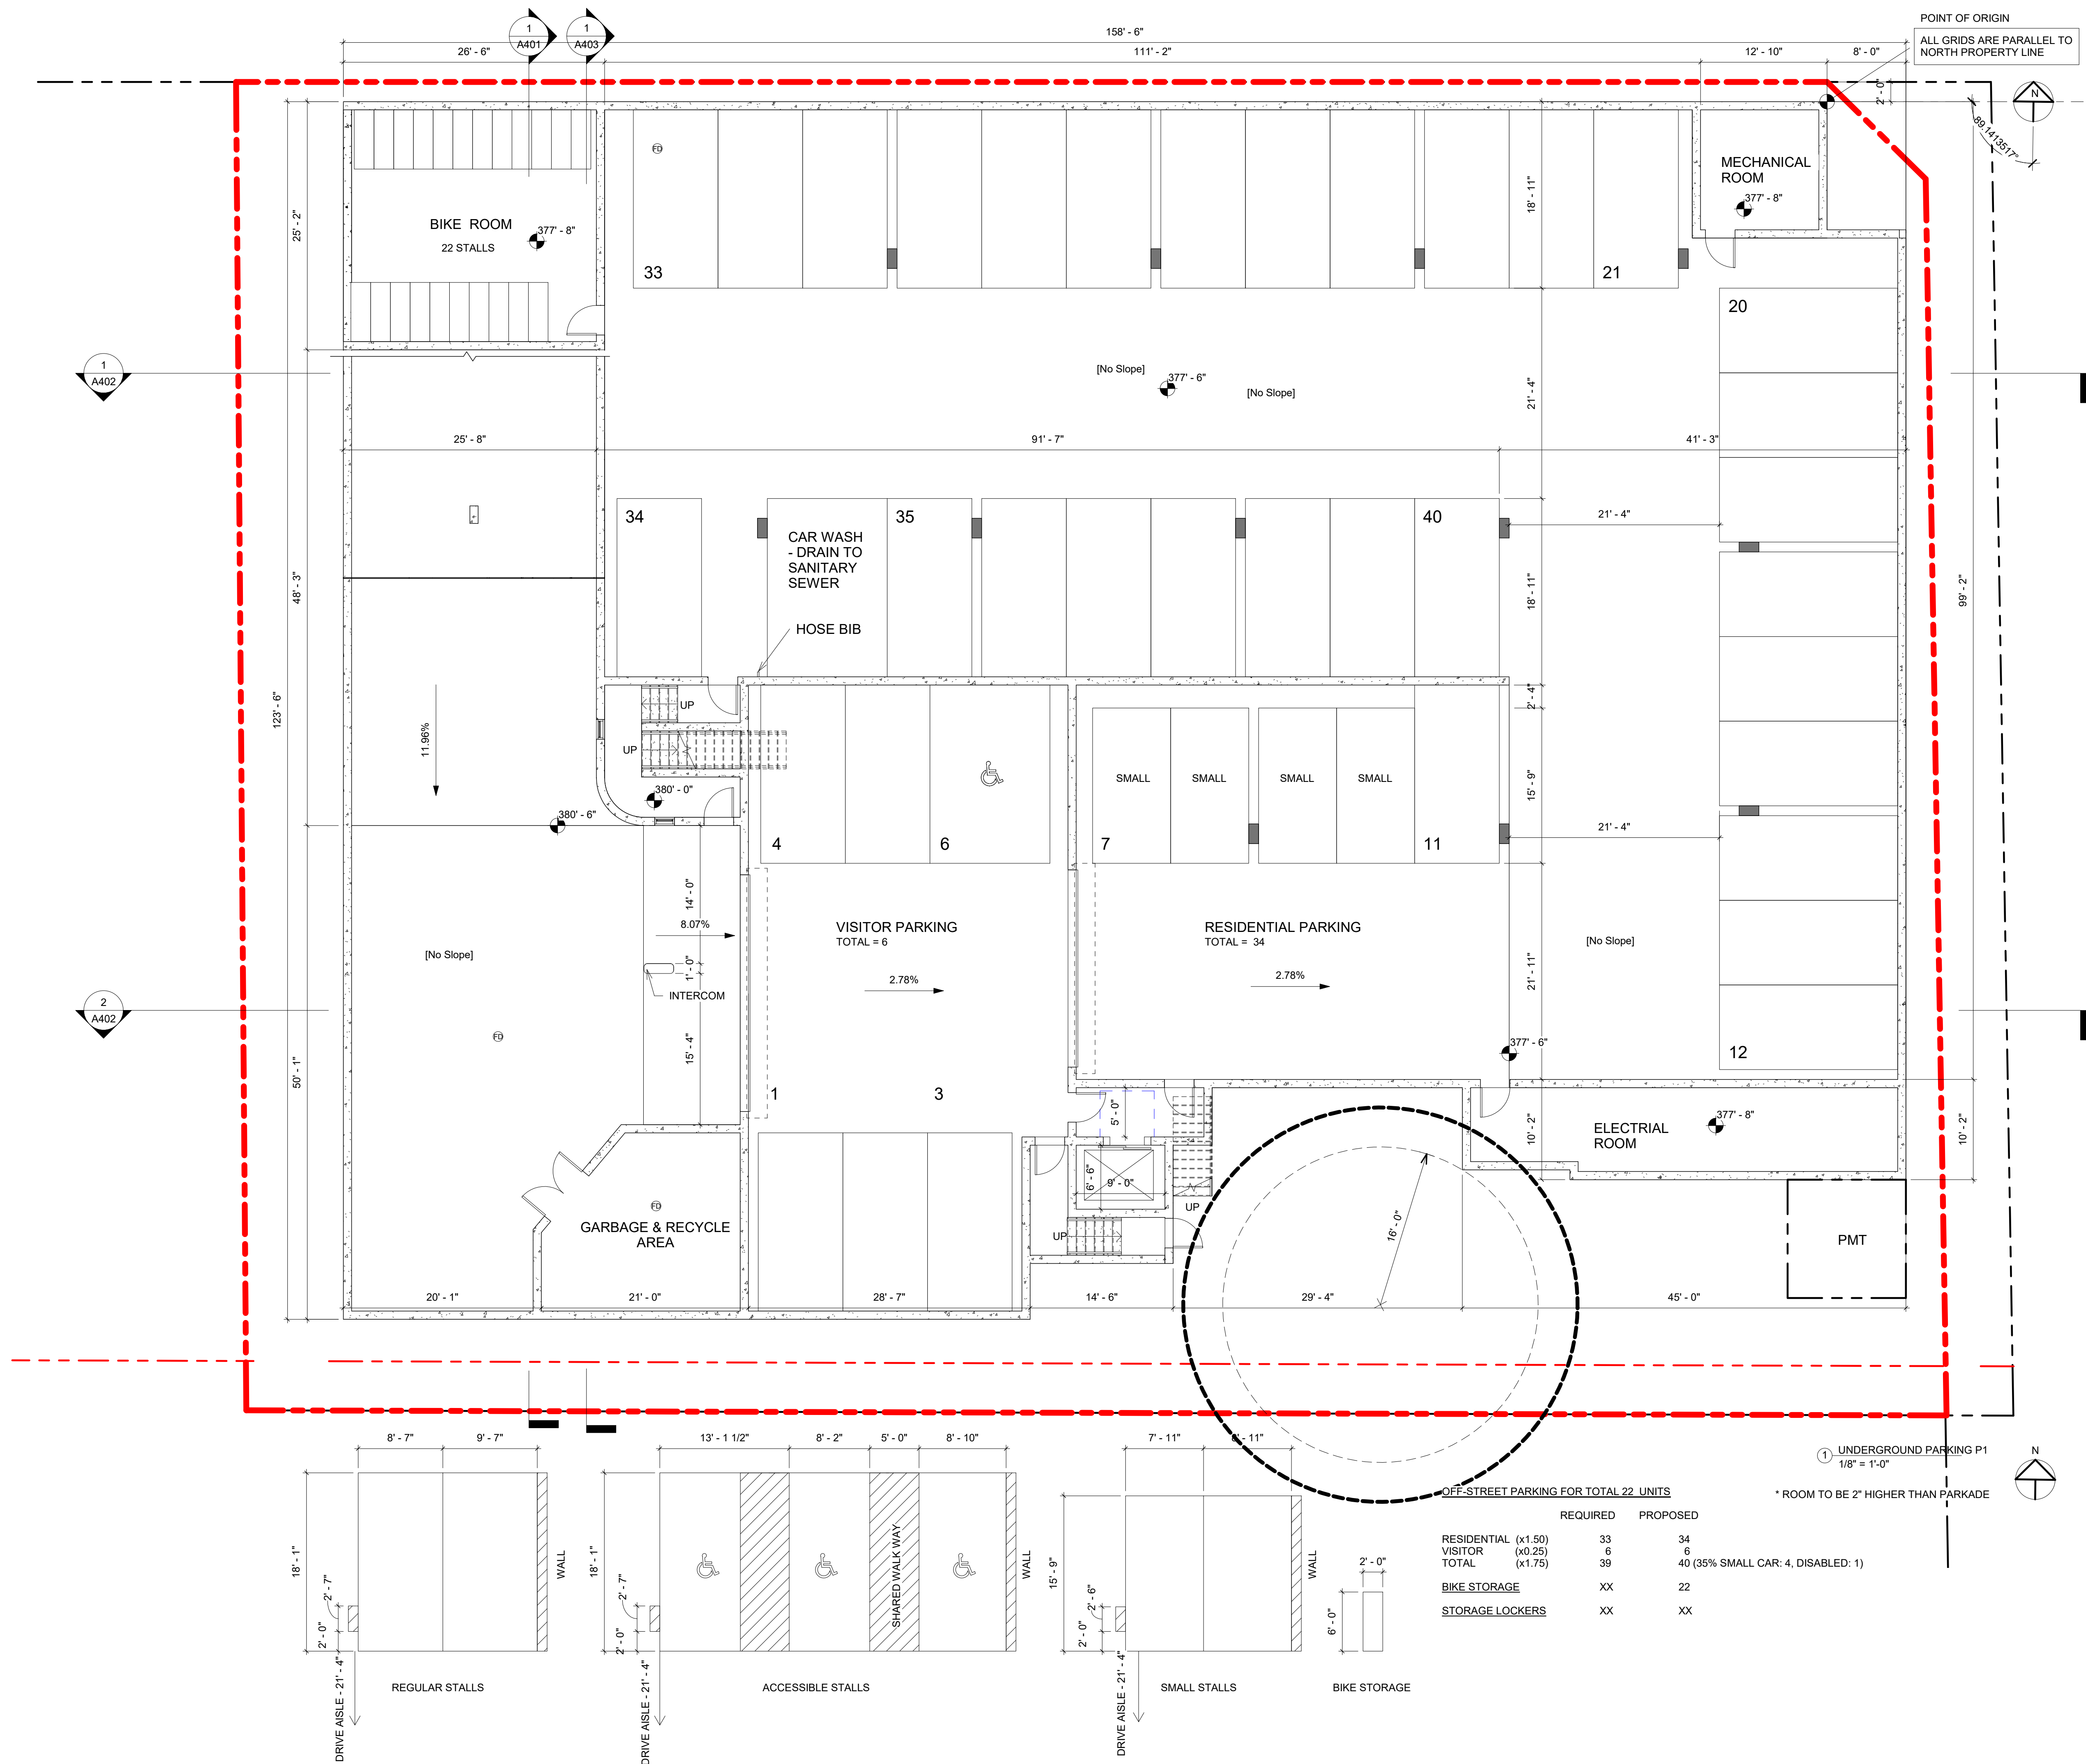 POINT OF ORIGIN
ALL GRIDS ARE PARALLEL TO
NORTH PROPERTY LINE
1
A401
1
A403
158' - 6"
26' - 6"
111' - 2"
12' - 10"
8' - 0"
2' - 0"
N
89.1413517°
MECHANICAL
ROOM
377' - 8"
FD
BIKE ROOM
22 STALLS
377' - 8"
25' - 2"
18' - 11"
33
21
20
1
A402
[No Slope]
377' - 6"
[No Slope]
21' - 4"
25' - 8"
91' - 7"
41' - 3"
34
35
40
21' - 4"
CAR WASH
- DRAIN TO
SANITARY
SEWER
HOSE BIB
48' - 3"
18' - 11"
99' - 2"
123' - 6"
11.96%
UP
UP
2' - 4"
SMALL
SMALL
SMALL
SMALL
15' - 9"
380' - 0"
380' - 6"
21' - 4"
4
6
7
11
14' - 0"
8.07%
VISITOR PARKING
TOTAL = 6
RESIDENTIAL PARKING
TOTAL = 34
[No Slope]
[No Slope]
1' - 0"
INTERCOM
2.78%
2.78%
21' - 11"
2
A402
FD
15' - 4"
377' - 6"
12
50' - 1"
1
3
5' - 0"
377' - 8"
ELECTRIAL
ROOM
10' - 2"
10' - 2"
6' - 6"
9' - 0"
FD
GARBAGE & RECYCLE
AREA
UP
UP
16' - 0"
PMT
20' - 1"
21' - 0"
28' - 7"
14' - 6"
29' - 4"
45' - 0"
8' - 7"
9' - 7"
13' - 1 1/2"
8' - 2"
5' - 0"
8' - 10"
7' - 11"
8' - 11"
1
UNDERGROUND PARKING P1
1/8" = 1'-0"
N
* ROOM TO BE 2" HIGHER THAN PARKADE
18' - 1"
2' - 7"
2' - 0"
WALL
DRIVE AISLE - 21' - 4"
REGULAR STALLS
18' - 1"
2' - 7"
2' - 0"
SHARED WALK WAY
WALL
DRIVE AISLE - 21' - 4"
ACCESSIBLE STALLS
15' - 9"
2' - 6"
2' - 0"
WALL
DRIVE AISLE - 21' - 4"
SMALL STALLS
2' - 0"
6' - 0"
BIKE STORAGE
OFF-STREET PARKING FOR TOTAL 22 UNITS
REQUIRED PROPOSED
RESIDENTIAL (x1.50) 33 34
VISITOR (x0.25) 6 6
TOTAL (x1.75) 39 40 (35% SMALL CAR: 4, DISABLED: 1)
BIKE STORAGE XX 22
STORAGE LOCKERS XX XX